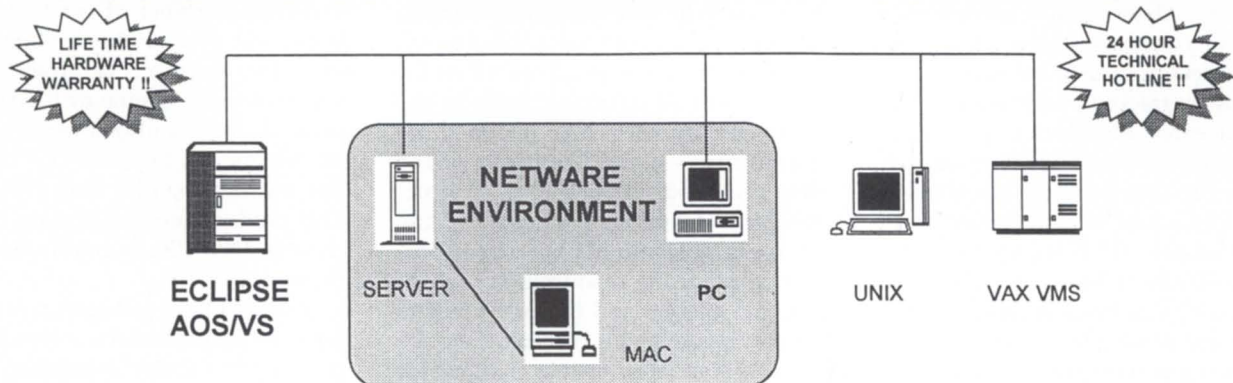 LIFE TIME
HARDWARE
WARRANTY !!
24 HOUR
TECHNICAL
HOTLINE !!
NETWARE
ENVIRONMENT
ECLIPSE
AOS/VS
SERVER
PC
MAC
UNIX
VAX VMS